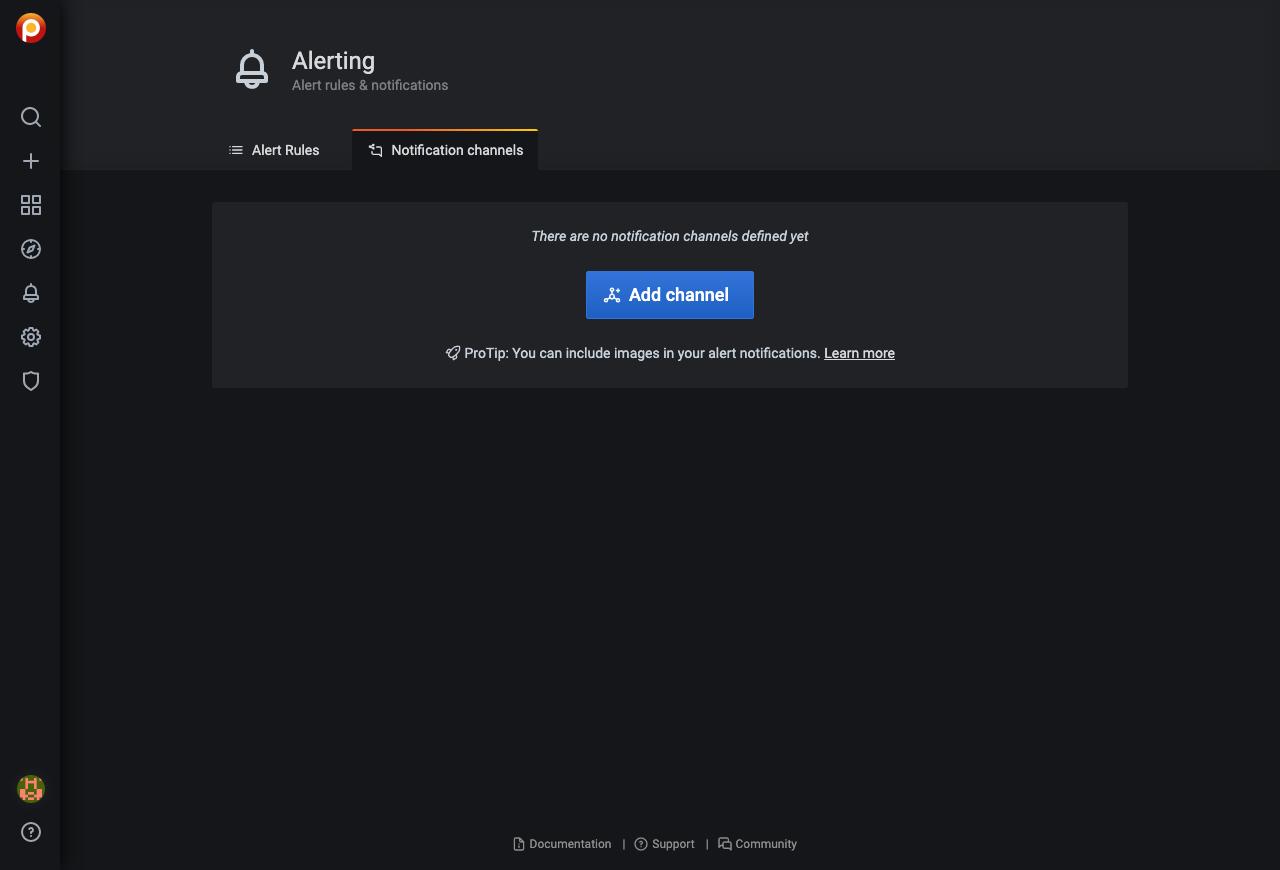 Alerting
Alert rules & notifications
Alert Rules
Notification channels
There are no notification channels defined yet
Add channel
ProTip: You can include images in your alert notifications. Learn more
Documentation | Support | Community